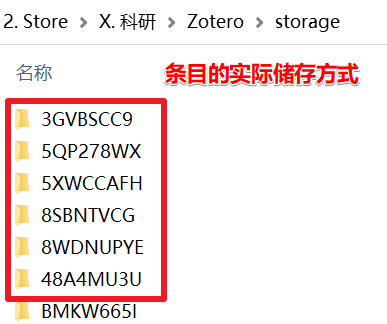 2. Store > X. 科研 > Zotero > storage
名称
条目的实际储存方式
3GVBSCC9
5QP278WX
5XWCCAFH
8SBNTVCG
8WDNUPYE
48A4MU3U
BMKW665I